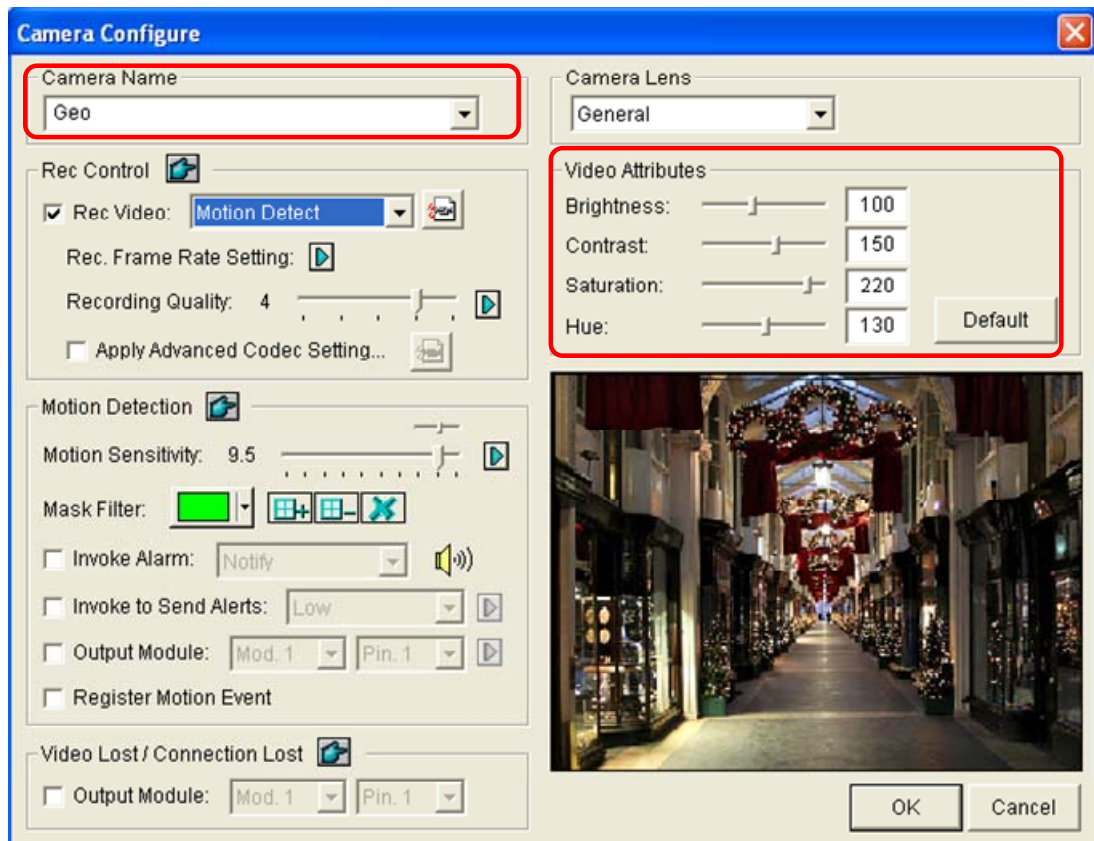 Camera Configure
Camera Name
Geo
Rec Control
Rec Video: Motion Detect
Rec. Frame Rate Setting:
Recording Quality: 4
Apply Advanced Codec Setting...
Motion Detection
Motion Sensitivity: 9.5
Mask Filter:
Invoke Alarm: Notify
Invoke to Send Alerts: Low
Output Module: Mod. 1 Pin. 1
Register Motion Event
Video Lost / Connection Lost
Output Module: Mod. 1 Pin. 1
Camera Lens
General
Video Attributes
Brightness: 100
Contrast: 150
Saturation: 220
Hue: 130
Default
OK Cancel